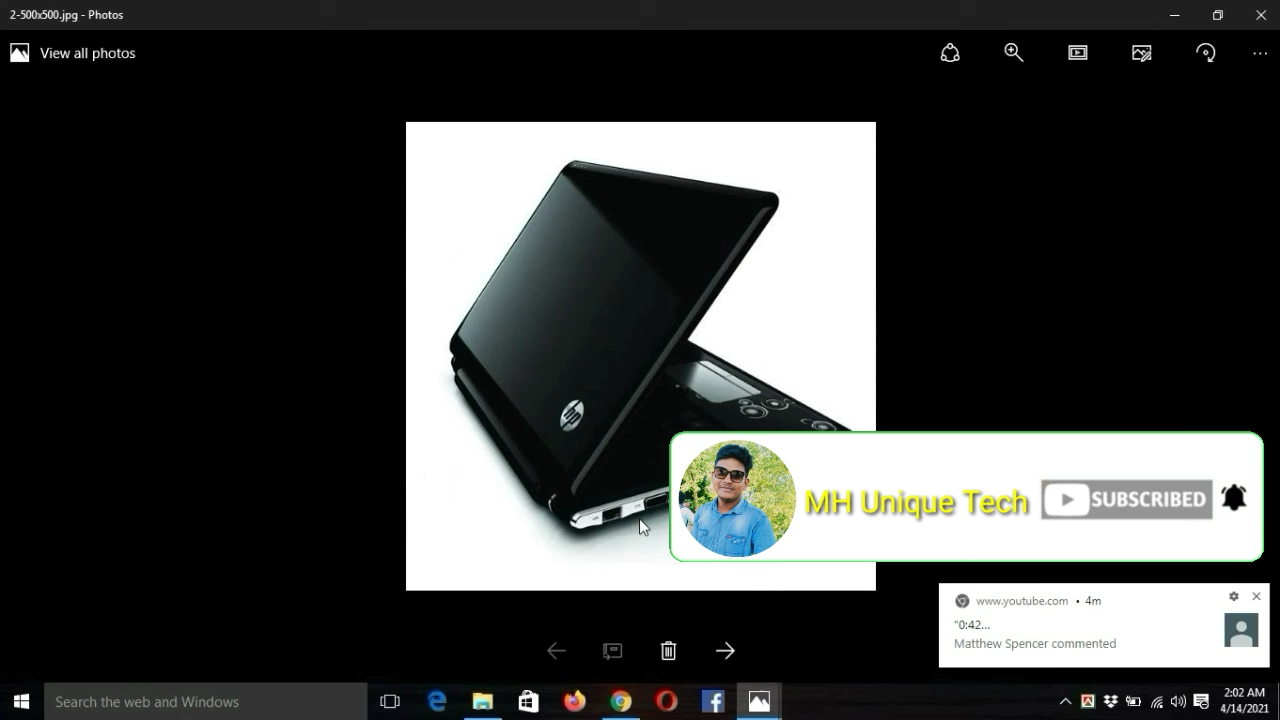 2-500x500.jpg - Photos
View all photos
hp
MH Unique Tech
SUBSCRIBED
www.youtube.com • 4m
"0:42...
Matthew Spencer commented
Search the web and Windows
2:02 AM
4/14/2021